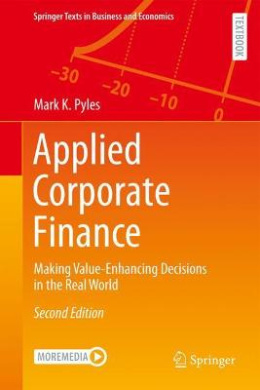 Springer Texts in Business and Economics
TEXTBOOK
−30
−20
−10
0
Mark K. Pyles
Applied
Corporate
Finance
Making Value-Enhancing Decisions
in the Real World
Second Edition
MOREMEDIA
Springer